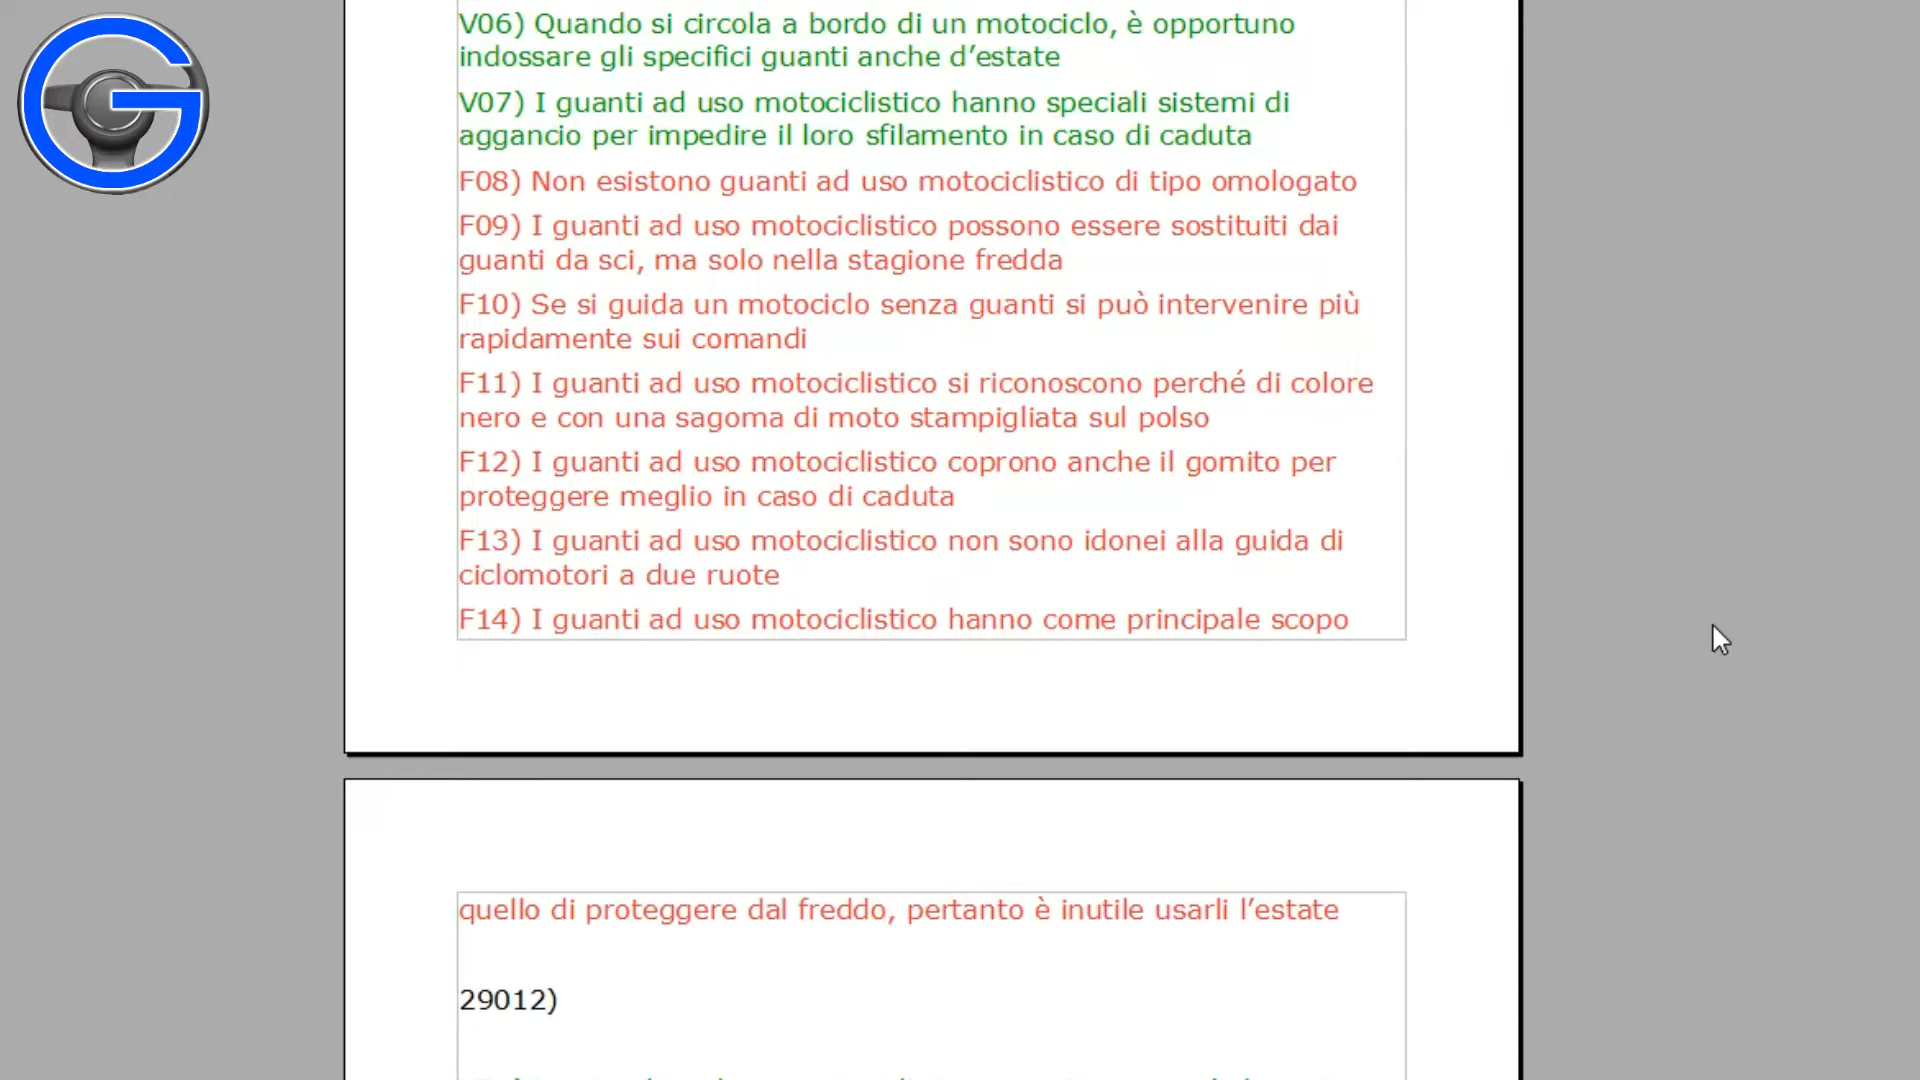 V06) Quando si circola a bordo di un motociclo, è opportuno
indossare gli specifici guanti anche d’estate
V07) I guanti ad uso motociclistico hanno speciali sistemi di
aggancio per impedire il loro sfilamento in caso di caduta
F08) Non esistono guanti ad uso motociclistico di tipo omologato
F09) I guanti ad uso motociclistico possono essere sostituiti dai
guanti da sci, ma solo nella stagione fredda
F10) Se si guida un motociclo senza guanti si può intervenire più
rapidamente sui comandi
F11) I guanti ad uso motociclistico si riconoscono perché di colore
nero e con una sagoma di moto stampigliata sul polso
F12) I guanti ad uso motociclistico coprono anche il gomito per
proteggere meglio in caso di caduta
F13) I guanti ad uso motociclistico non sono idonei alla guida di
ciclomotori a due ruote
F14) I guanti ad uso motociclistico hanno come principale scopo
quello di proteggere dal freddo, pertanto è inutile usarli l’estate
29012)